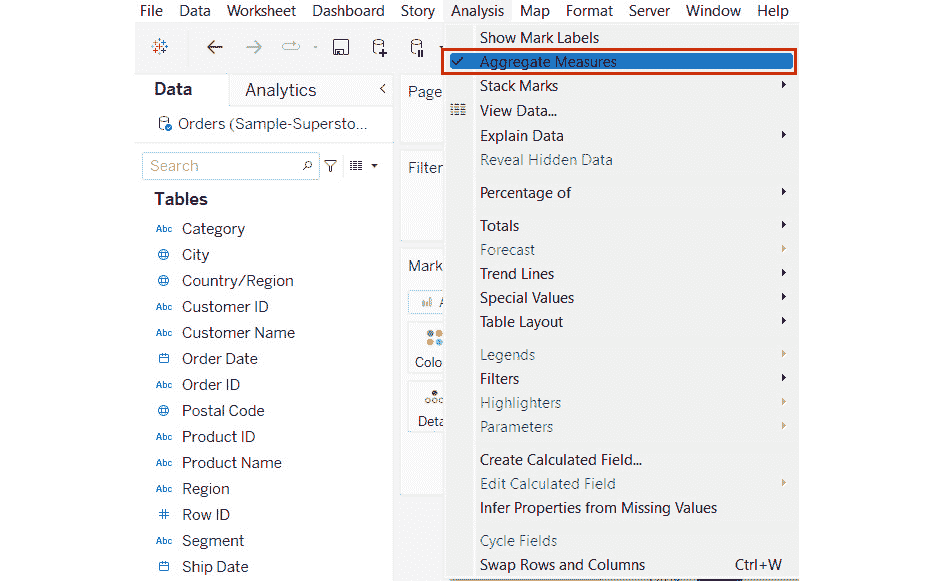 File Data Worksheet Dashboard Story Analysis Map Format Server Window Help
Data Analytics
Orders (Sample-Supersto...
Search
Tables
Abc Category
City
Country/Region
Abc Customer ID
Abc Customer Name
Order Date
Abc Order ID
Postal Code
Abc Product ID
Abc Product Name
Abc Region
# Row ID
Abc Segment
Ship Date
Page
Filter
Mark
A
Colo
Deta
Show Mark Labels
Aggregate Measures
Stack Marks
View Data...
Explain Data
Reveal Hidden Data
Percentage of
Totals
Forecast
Trend Lines
Special Values
Table Layout
Legends
Filters
Highlighters
Parameters
Create Calculated Field...
Edit Calculated Field
Infer Properties from Missing Values
Cycle Fields
Swap Rows and Columns Ctrl+W